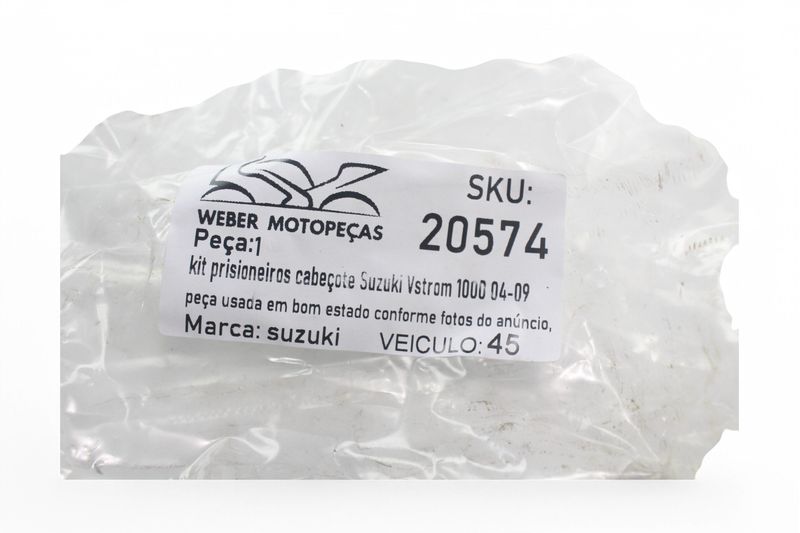 WEBER MOTOPEÇAS
SKU:
20574
Peça:1
kit prisioneiros cabeçote Suzuki Vstrom 1000 04-09
peça usada em bom estado conforme fotos do anúncio,
Marca: suzuki
VEICULO: 45